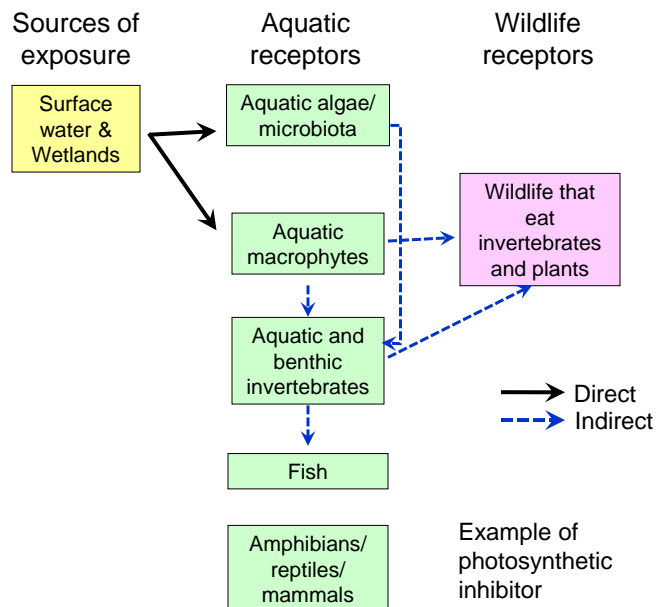 Sources of
exposure
Aquatic
receptors
Wildlife
receptors
Surface
water &
Wetlands
Aquatic algae/
microbiota
Aquatic
macrophytes
Wildlife that
eat
invertebrates
and plants
Aquatic and
benthic
invertebrates
Direct
Indirect
Fish
Amphibians/
reptiles/
mammals
Example of
photosynthetic
inhibitor